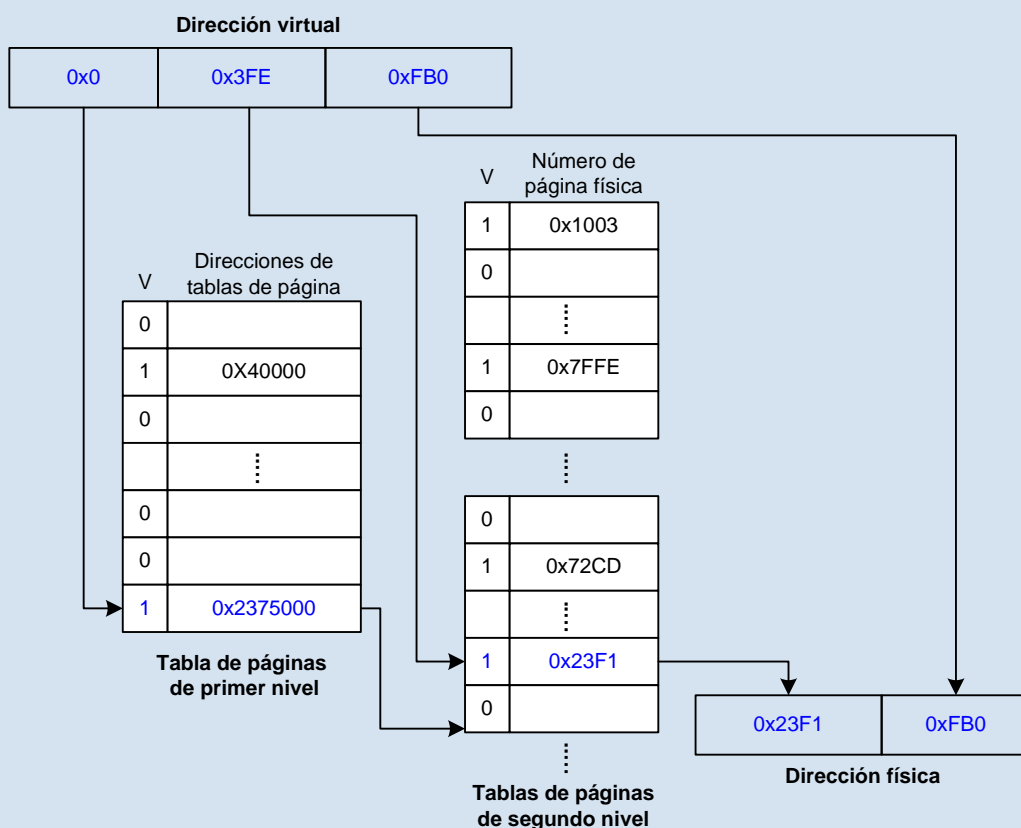 Dirección virtual
0x0 0x3FE 0xFB0
V Número de
página física
1 0x1003
0
1 0x7FFE
0
V Direcciones de
tablas de página
0
1 0X40000
0
0
0
1 0x2375000
Tabla de páginas
de primer nivel
0
1 0x72CD
1 0x23F1
0
Tablas de páginas
de segundo nivel
0x23F1 0xFB0
Dirección física